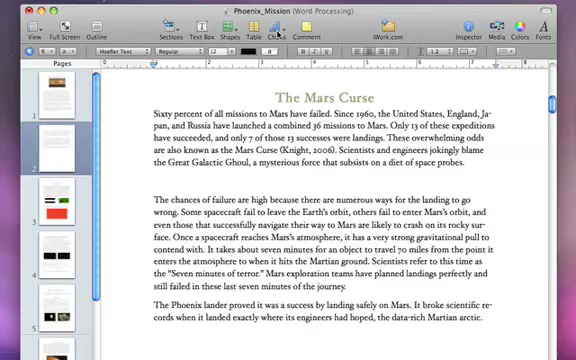 Phoenix_Mission (Word Processing)
View Full Screen Outline Sections Text Box Shapes Table Charts Comment iWork.com Inspector Media Colors Fonts
a Hoefler Text Regular 12 a B I U 1.2
Pages 0 1 2 3 4 5 6 7
The Mars Curse
Sixty percent of all missions to Mars have failed. Since 1960, the United States, England, Ja-
pan, and Russia have launched a combined 36 missions to Mars. Only 13 of these expeditions
have succeeded, and only 7 of those 13 successes were landings. These overwhelming odds
are also known as the Mars Curse (Knight, 2006). Scientists and engineers jokingly blame
the Great Galactic Ghoul, a mysterious force that subsists on a diet of space probes.
The chances of failure are high because there are numerous ways for the landing to go
wrong. Some spacecraft fail to leave the Earth's orbit, others fail to enter Mars's orbit, and
even those that successfully navigate their way to Mars are likely to crash on its rocky sur-
face. Once a spacecraft reaches Mars's atmosphere, it has a very strong gravitational pull to
contend with. It takes about seven minutes for an object to travel 70 miles from the point it
enters the atmosphere to when it hits the Martian ground. Scientists refer to this time as
the "Seven minutes of terror." Mars exploration teams have planned landings perfectly and
still failed in these last seven minutes of the journey.
The Phoenix lander proved it was a success by landing safely on Mars. It broke scientific re-
cords when it landed exactly where its engineers had hoped, the data-rich Martian arctic.
1
2
3
4
5